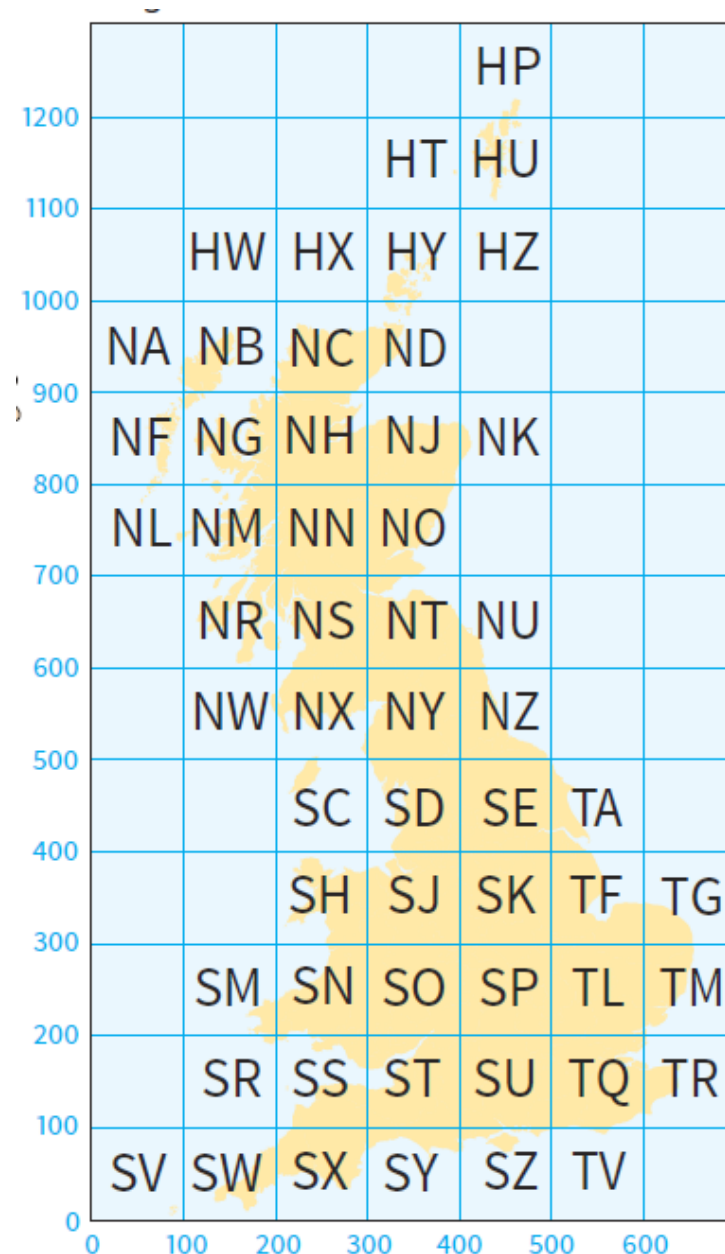 HP
1200
HT HU
1100
HW HX HY HZ
1000
NA NB NC ND
900
NF NG NH NJ NK
800
NL NM NN NO
700
NR NS NT NU
600
NW NX NY NZ
500
SC SD SE TA
400
SH SJ SK TF TG
300
SM SN SO SP TL TM
200
SR SS ST SU TQ TR
100
SV SW SX SY SZ TV
0
0 100 200 300 400 500 600